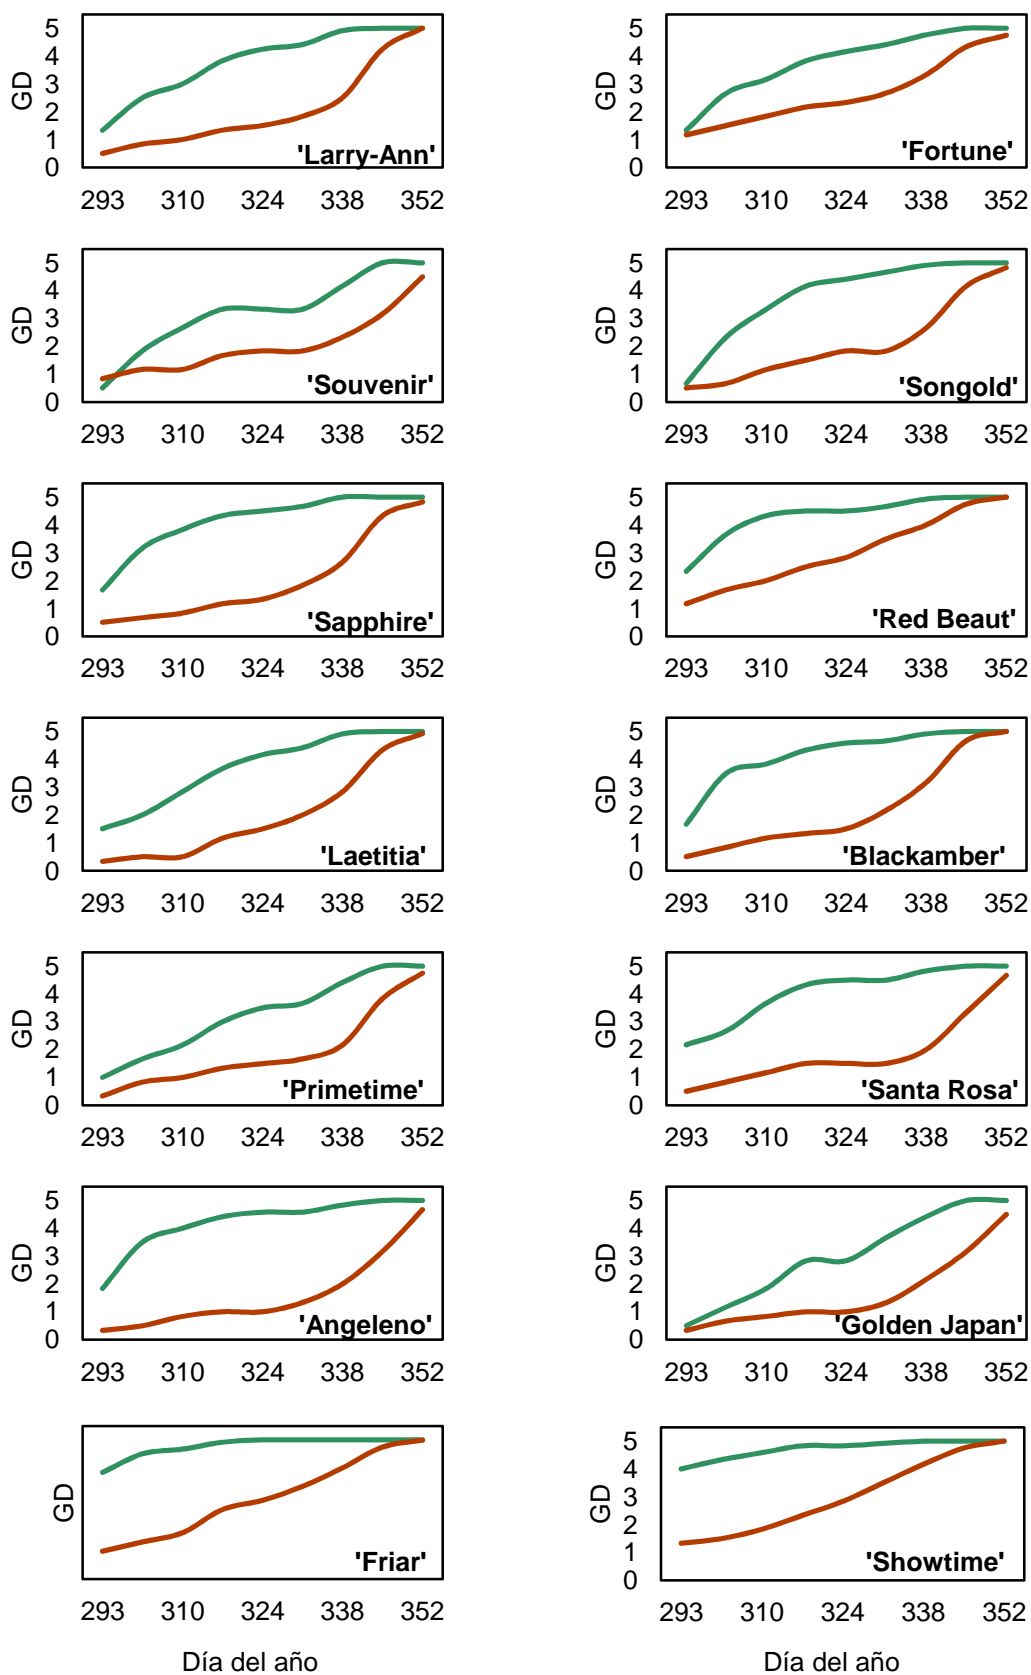 5
4
3
2
1
0
GD
'Larry-Ann'
293 310 324 338 352
5
4
3
2
1
0
GD
'Fortune'
293 310 324 338 352
5
4
3
2
1
0
GD
'Souvenir'
293 310 324 338 352
5
4
3
2
1
0
GD
'Songold'
293 310 324 338 352
5
4
3
2
1
0
GD
'Sapphire'
293 310 324 338 352
5
4
3
2
1
0
GD
'Red Beaut'
293 310 324 338 352
5
4
3
2
1
0
GD
'Laetitia'
293 310 324 338 352
5
4
3
2
1
0
GD
'Blackamber'
293 310 324 338 352
5
4
3
2
1
0
GD
'Primetime'
293 310 324 338 352
5
4
3
2
1
0
GD
'Santa Rosa'
293 310 324 338 352
5
4
3
2
1
0
GD
'Angeleno'
293 310 324 338 352
5
4
3
2
1
0
GD
'Golden Japan'
293 310 324 338 352
GD
'Friar'
293 310 324 338 352
Día del año
5
4
3
2
1
0
GD
'Showtime'
293 310 324 338 352
Día del año